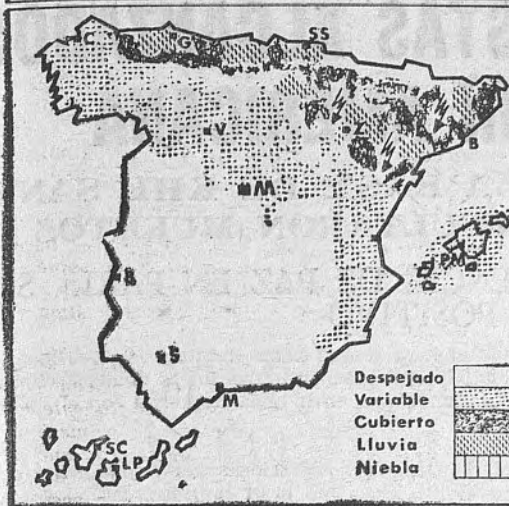 C
G
SS
V
Z
B
M
PM
B
S
M
SC
LP
Despejado
Variable
Cubierto
Lluvia
Niebla